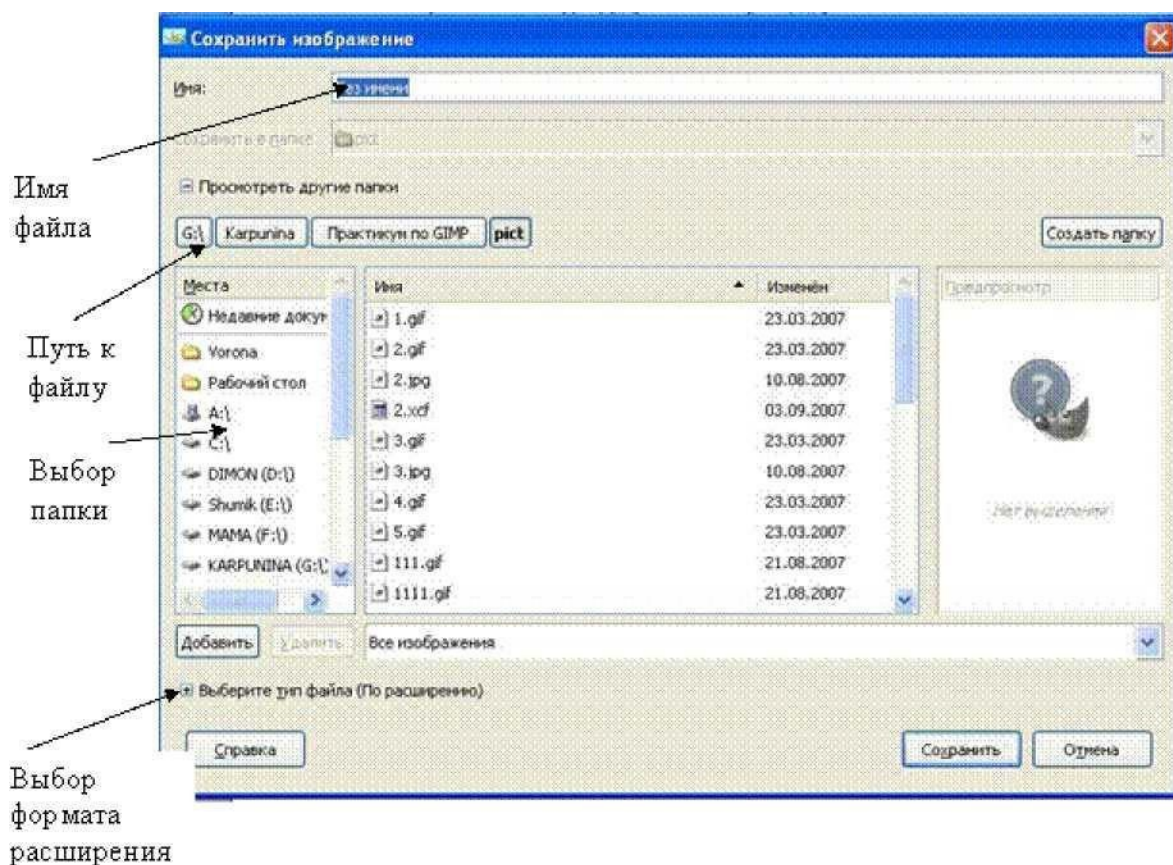 Сохранить изображение
Имя:
Без имени
Сохранить в папке: pict
Просмотреть другие папки
G:\ Karpunina Практикум по GIMP pict Создать папку
Места Имя Изменён Предпросмотр
Недавние докум
Vorona
Рабочий стол
A:\
C:\
DIMON (D:\)
Shumik (E:\)
MAMA (F:\)
KARPUNINA (G:\)
1.gif 23.03.2007
2.gif 23.03.2007
2.jpg 10.08.2007
2.xcf 03.09.2007
3.gif 23.03.2007
3.jpg 10.08.2007
4.gif 23.03.2007
5.gif 23.03.2007
111.gif 21.08.2007
1111.gif 21.08.2007
Нет выделения
Добавить Удалить Все изображения
Выберите тип файла (По расширению)
Справка Сохранить Отмена
Имя
файла
Путь к
файлу
Выбор
папки
Выбор
формата
расширения